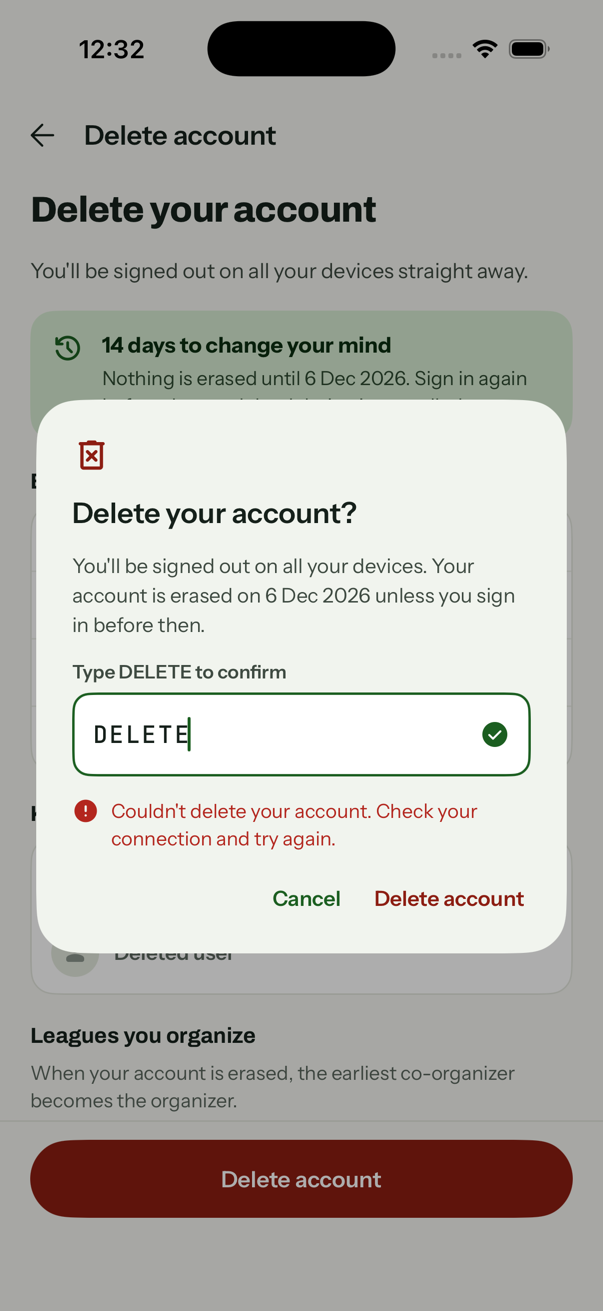 12:32
Delete account
Delete your account
You'll be signed out on all your devices straight away.
14 days to change your mind
Nothing is erased until 6 Dec 2026. Sign in again
Delete your account?
You'll be signed out on all your devices. Your
account is erased on 6 Dec 2026 unless you sign
in before then.
Type DELETE to confirm
DELETE
Couldn't delete your account. Check your
connection and try again.
Cancel
Delete account
Deleted user
Leagues you organize
When your account is erased, the earliest co-organizer
becomes the organizer.
Delete account